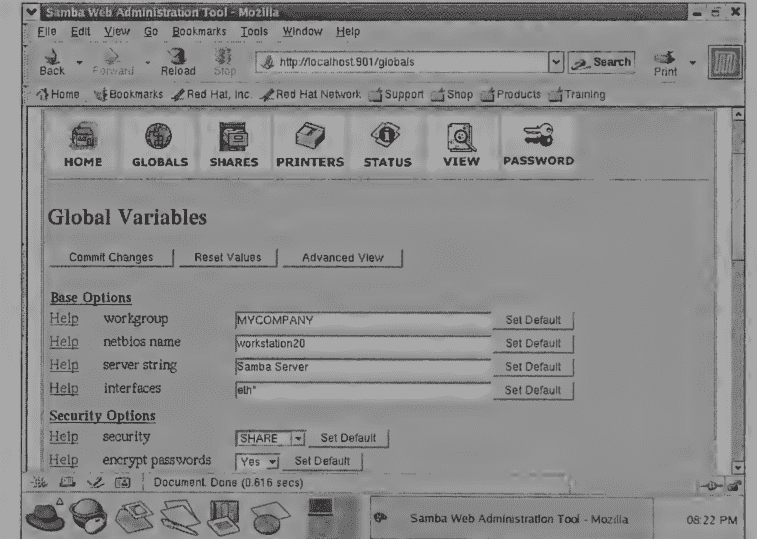 Samba Web Administration Tool - Mozilla
File Edit View Go Bookmarks Tools Window Help
Back Forward Reload Stop http://localhost:901/globals Search Print
Home Bookmarks Red Hat, Inc. Red Hat Network Support Shop Products Training
HOME GLOBALS SHARES PRINTERS STATUS VIEW PASSWORD
Global Variables
Commit Changes Reset Values Advanced View
Base Options
Help workgroup MYCOMPANY Set Default
Help netbios name workstation20 Set Default
Help server string Samba Server Set Default
Help interfaces eth* Set Default
Security Options
Help security SHARE Set Default
Help encrypt passwords Yes Set Default
Document: Done (0.616 secs)
Samba Web Administration Tool - Mozilla 08:22 PM